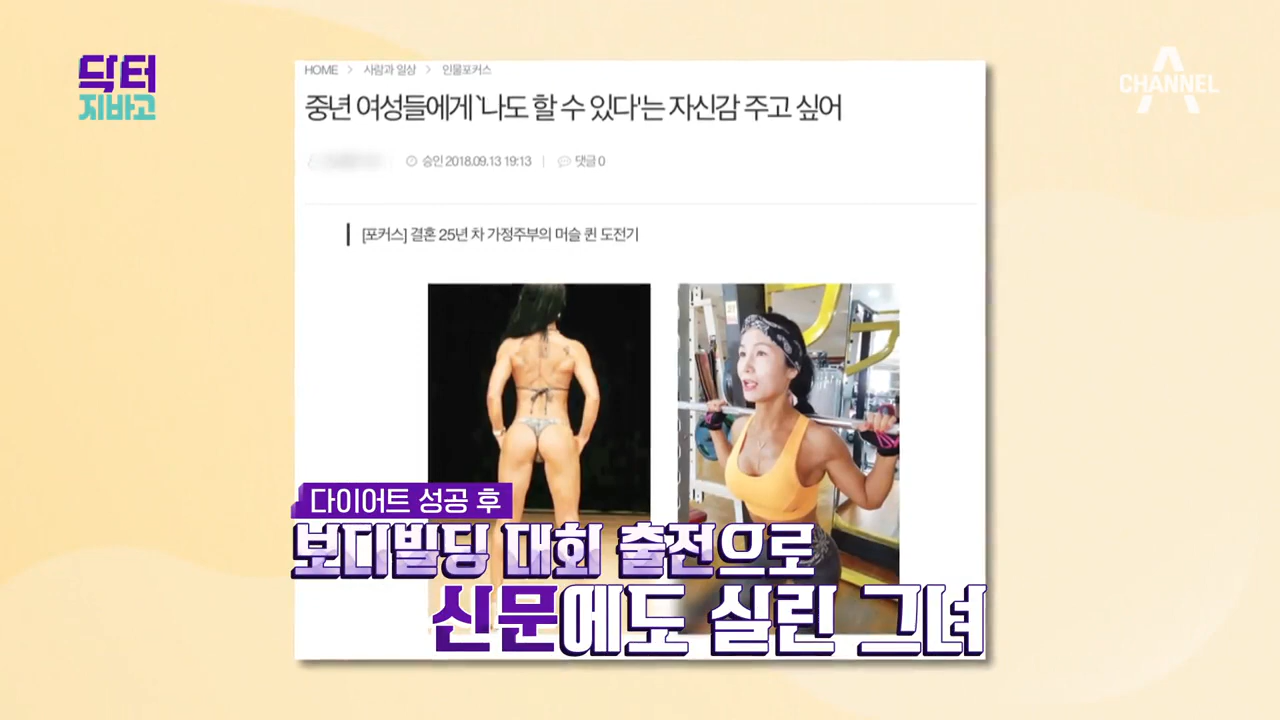 닥터
지바고
CHANNEL A
HOME > 사람과 일상 > 인물포커스
중년 여성들에게 '나도 할 수 있다'는 자신감 주고 싶어
승인 2018.09.13 19:13 | 댓글 0
[포커스] 결혼 25년 차 가정주부의 머슬 퀸 도전기
다이어트 성공 후
보디빌딩 대회 출전으로
신문에도 실린 그녀